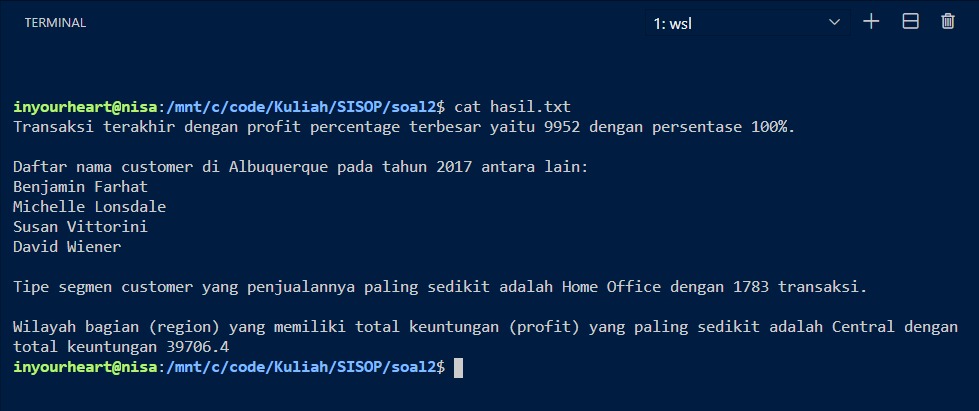 TERMINAL
1: wsl
inyourheart@nisa:/mnt/c/code/Kuliah/SISOP/soal2$ cat hasil.txt
Transaksi terakhir dengan profit percentage terbesar yaitu 9952 dengan persentase 100%.
Daftar nama customer di Albuquerque pada tahun 2017 antara lain:
Benjamin Farhat
Michelle Lonsdale
Susan Vittorini
David Wiener
Tipe segmen customer yang penjualannya paling sedikit adalah Home Office dengan 1783 transaksi.
Wilayah bagian (region) yang memiliki total keuntungan (profit) yang paling sedikit adalah Central dengan
total keuntungan 39706.4
inyourheart@nisa:/mnt/c/code/Kuliah/SISOP/soal2$